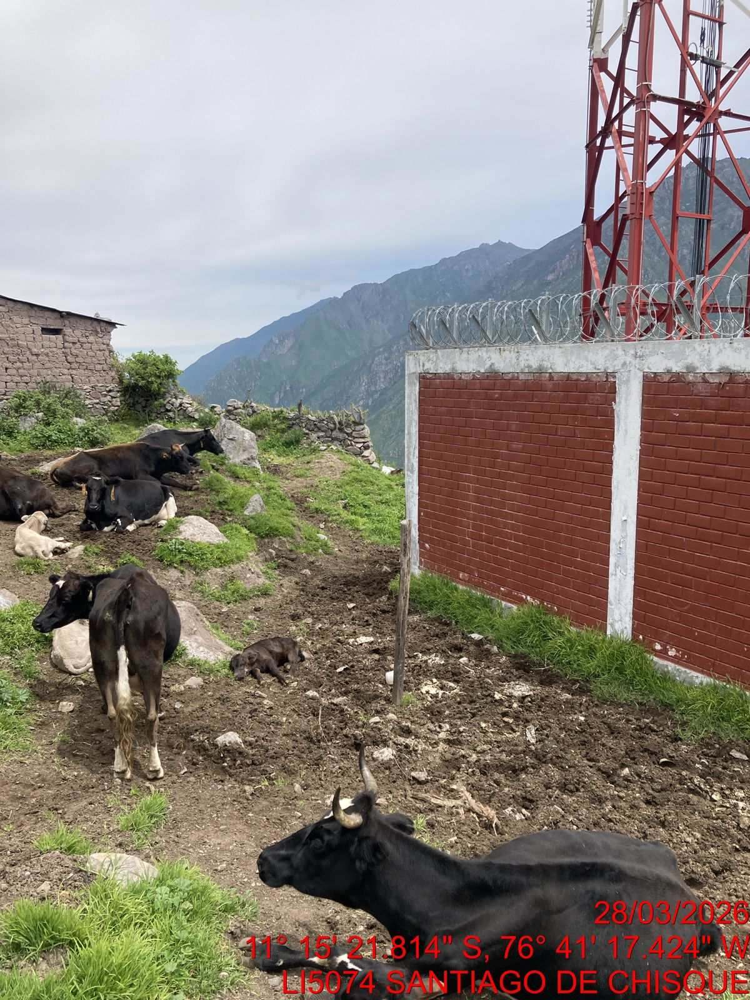 28/03/2026
11° 15' 21.814" S, 76° 41' 17.424" W
LI5074 SANTIAGO DE CHISQUE